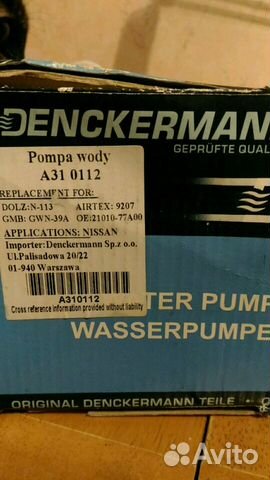 DENCKERMANN
GEPRÜFTE QUAL
Pompa wody
A31 0112
REPLACEMENT FOR:
DOLZ:N-113 AIRTEX: 9207
GMB: GWN-39A OE:21010-77A00
APPLICATIONS: NISSAN
Importer:Denckermann Sp.z o.o.
Ul.Palisadowa 20/22
01-940 Warszawa
A310112
Cross reference information provided without liability
TER PUMP
WASSERPUMPE
ORIGINAL DENCKERMANN TEILE • O
Avito